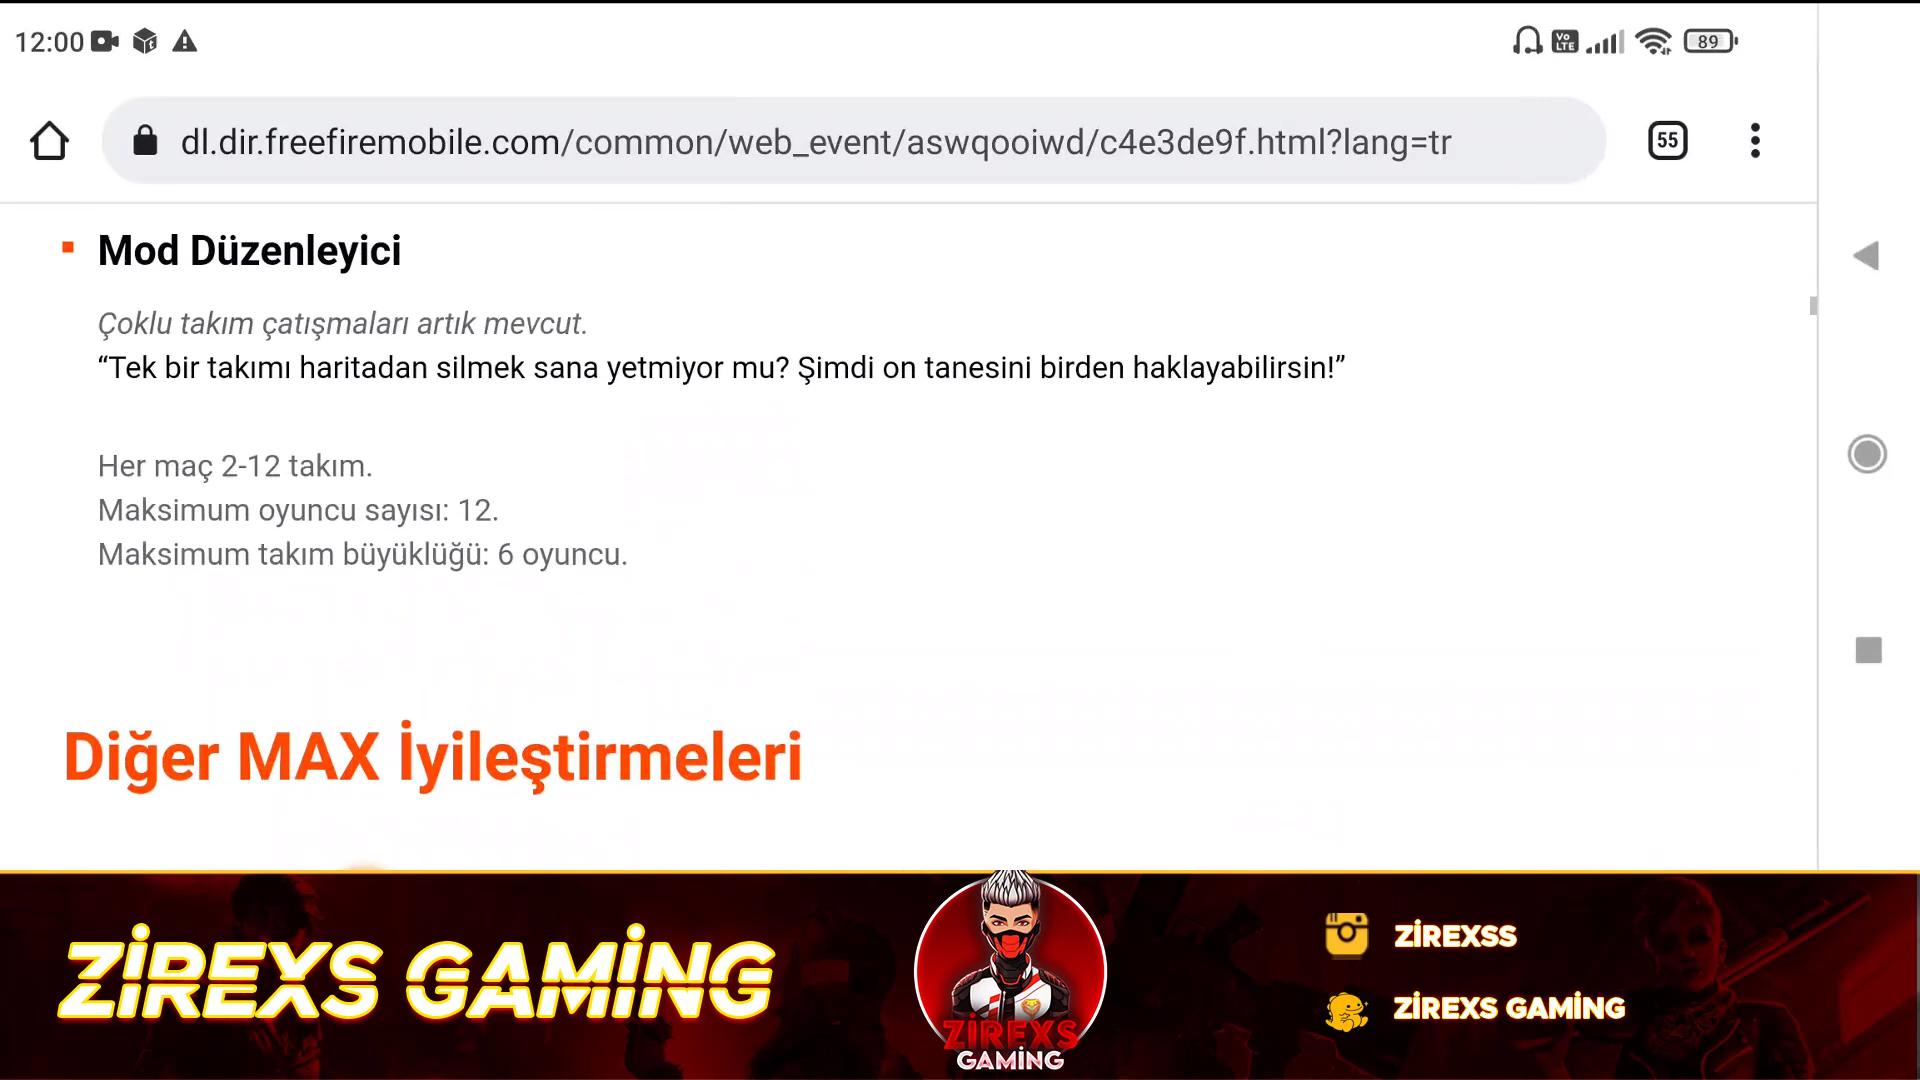 12:00
Vo LTE
89
dl.dir.freefiremobile.com/common/web_event/aswqooiwd/c4e3de9f.html?lang=tr
55
Mod Düzenleyici
Çoklu takım çatışmaları artık mevcut.
“Tek bir takımı haritadan silmek sana yetmiyor mu? Şimdi on tanesini birden haklayabilirsin!”
Her maç 2-12 takım.
Maksimum oyuncu sayısı: 12.
Maksimum takım büyüklüğü: 6 oyuncu.
Diğer MAX İyileştirmeleri
ZİREXS GAMİNG
ZİREXS
GAMİNG
ZİREXSS
ZİREXS GAMİNG